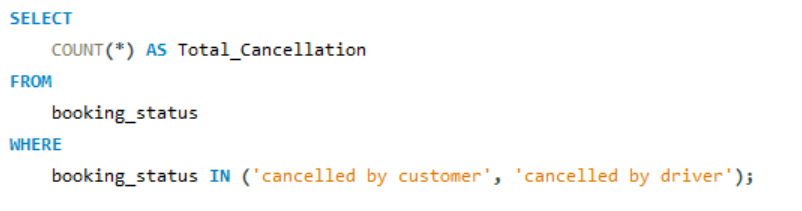 SELECT
COUNT(*) AS Total_Cancellation
FROM
booking_status
WHERE
booking_status IN ('cancelled by customer', 'cancelled by driver');